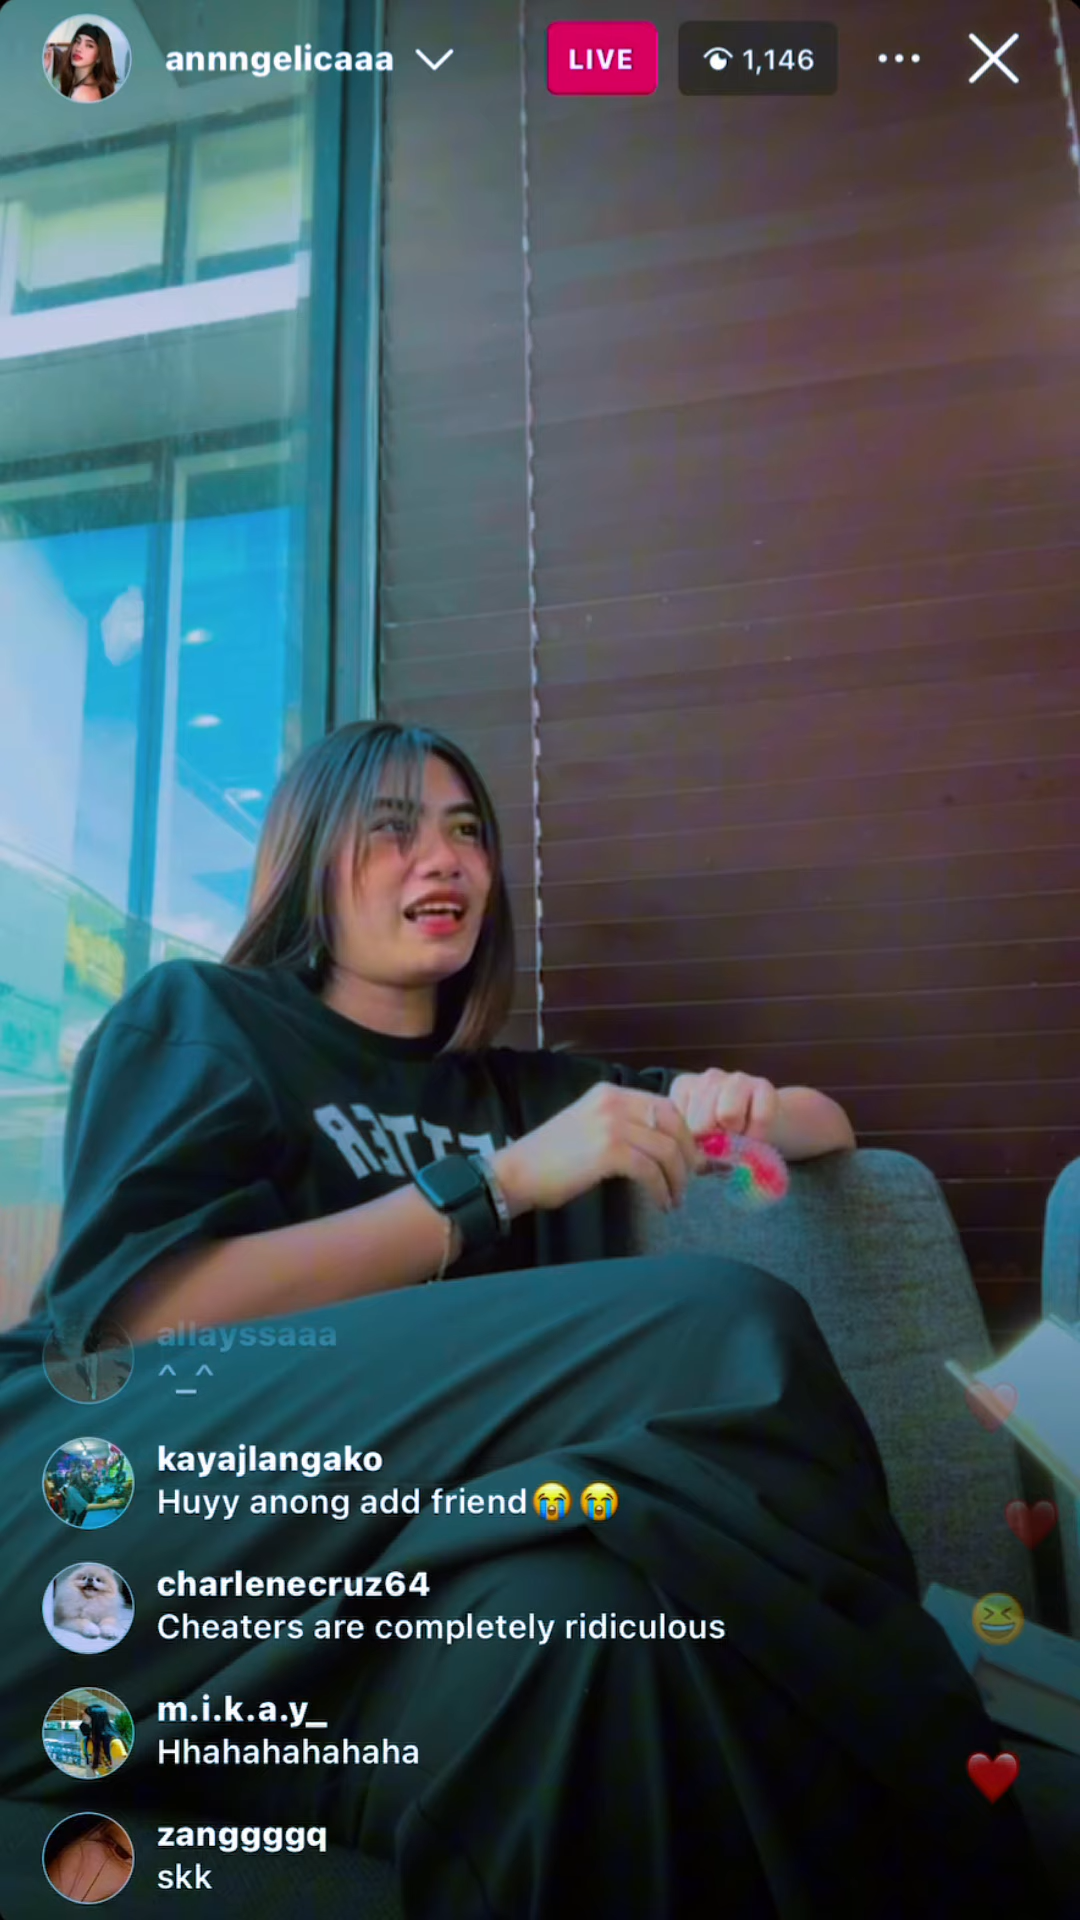 annngelicaaa
LIVE
1,146
ETTER
allayssaaa
^_^
kayajlangako
Huyy anong add friend😭😭
charlenecruz64
Cheaters are completely ridiculous
m.i.k.a.y_
Hhahahahahaha
zanggggq
skk